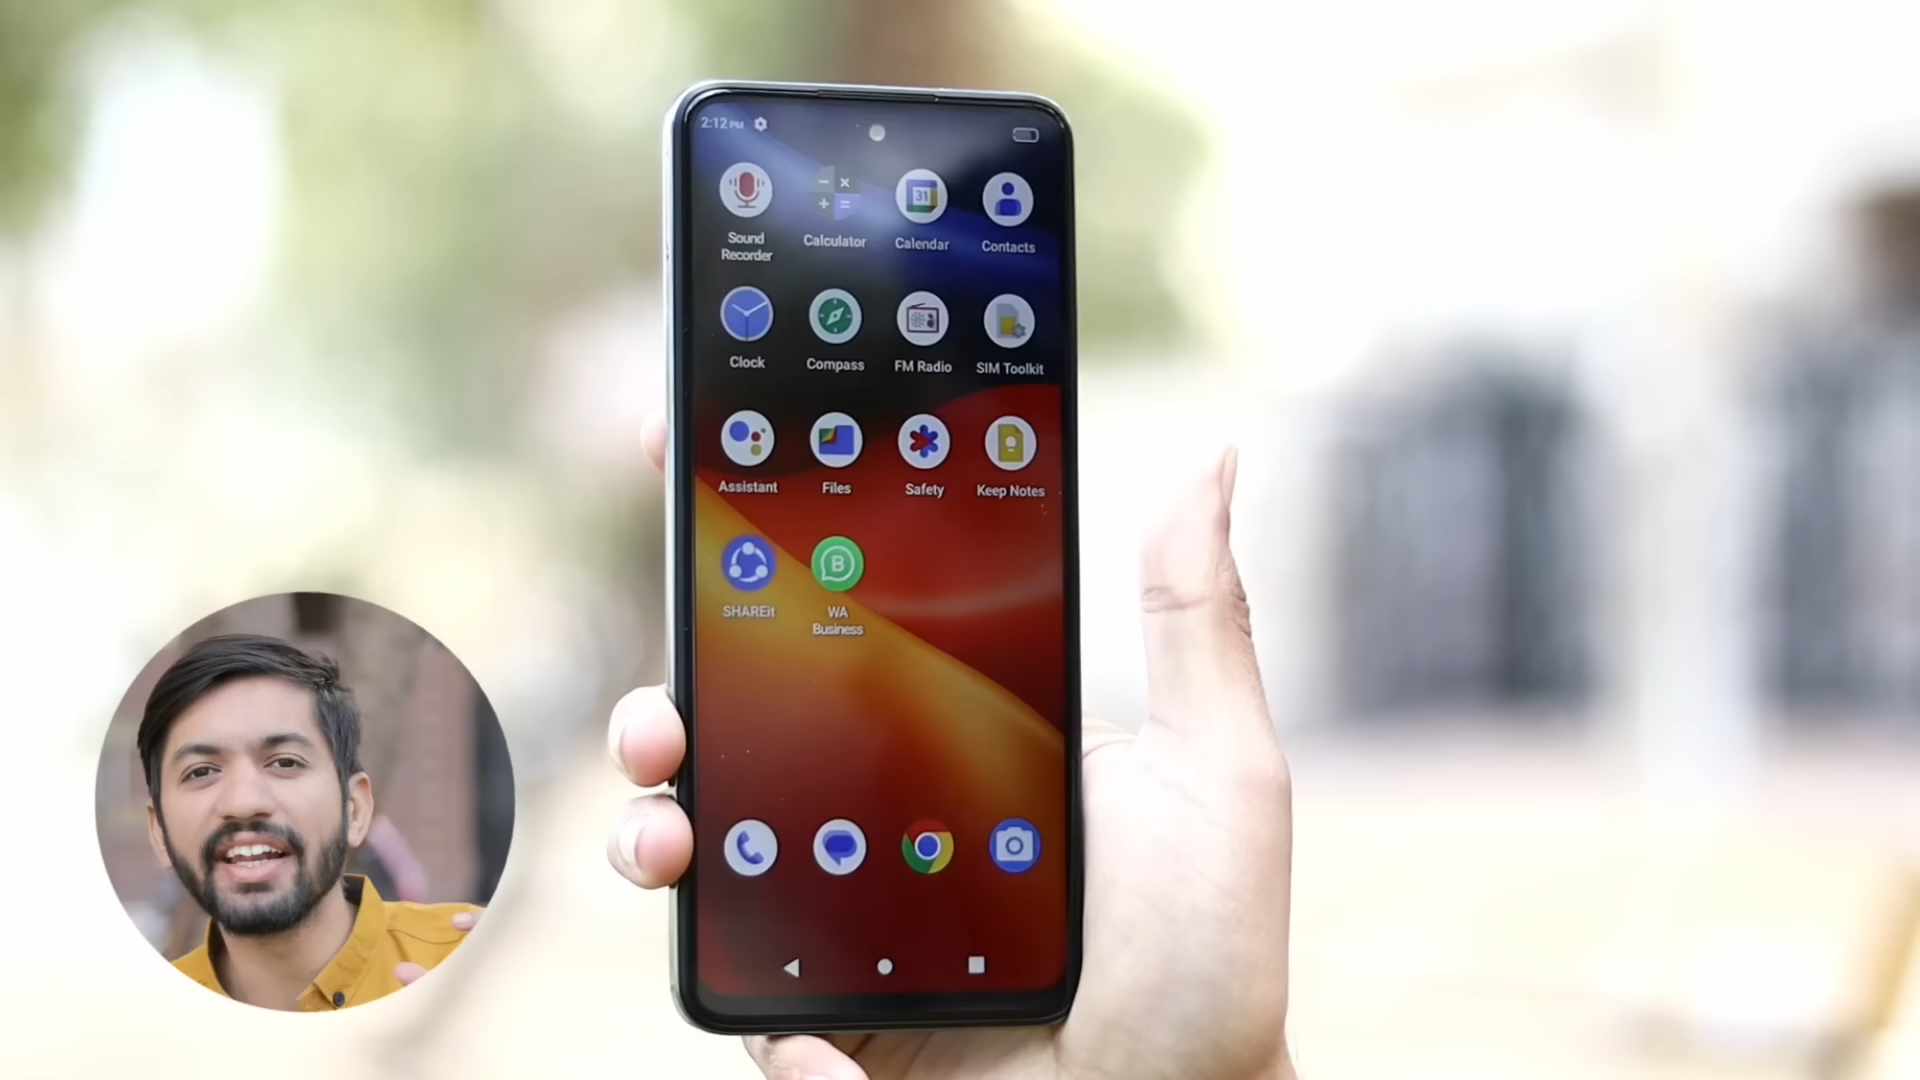 2:12 PM
31
Sound
Recorder
Calculator
Calendar
Contacts
Clock
Compass
FM Radio
SIM Toolkit
Assistant
Files
Safety
Keep Notes
B
SHAREit
WA
Business